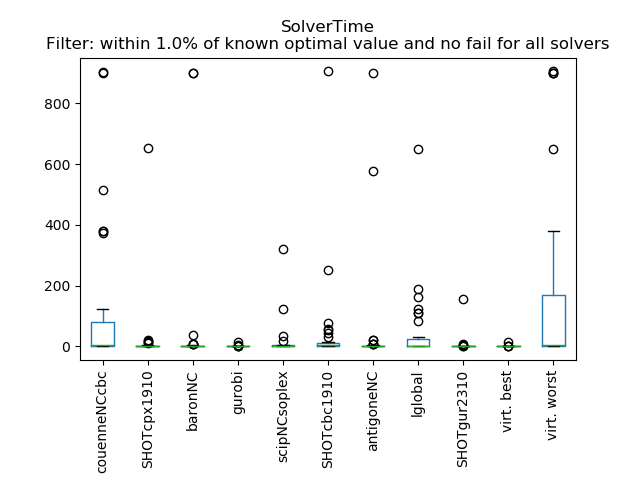 SolverTime
Filter: within 1.0% of known optimal value and no fail for all solvers
800
600
400
200
0
couenneNCcbc
SHOTcpx1910
baronNC
gurobi
scipNCsoplex
SHOTcbc1910
antigoneNC
lglobal
SHOTgur2310
virt. best
virt. worst